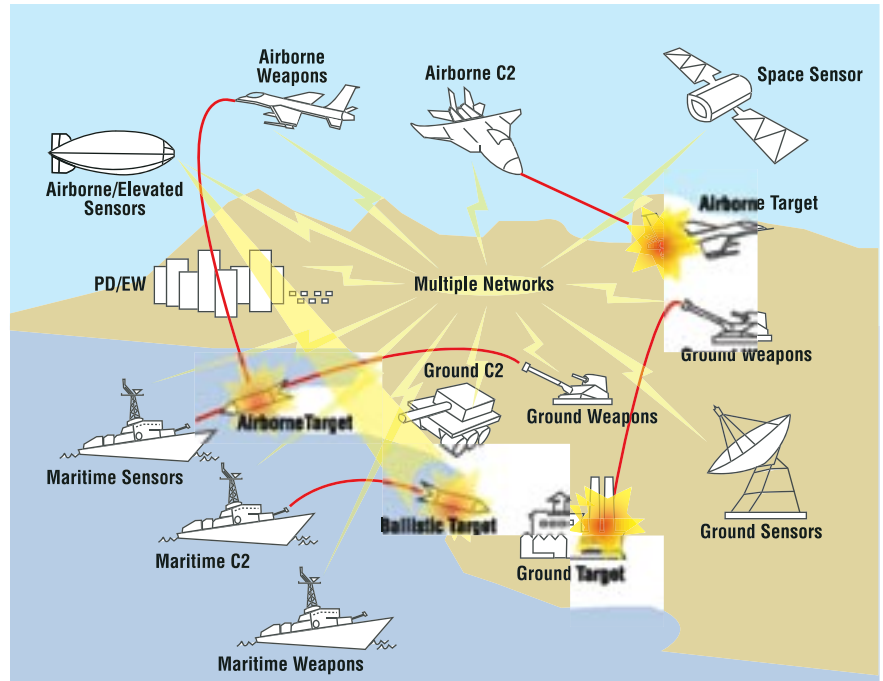 Airborne
Weapons
Airborne C2
Space Sensor
Airborne/Elevated
Sensors
Airborne Target
PD/EW
Multiple Networks
Ground Weapons
Ground C2
AirborneTarget
Ground Weapons
Maritime Sensors
Ballistic Target
Ground Sensors
Maritime C2
Ground Target
Maritime Weapons